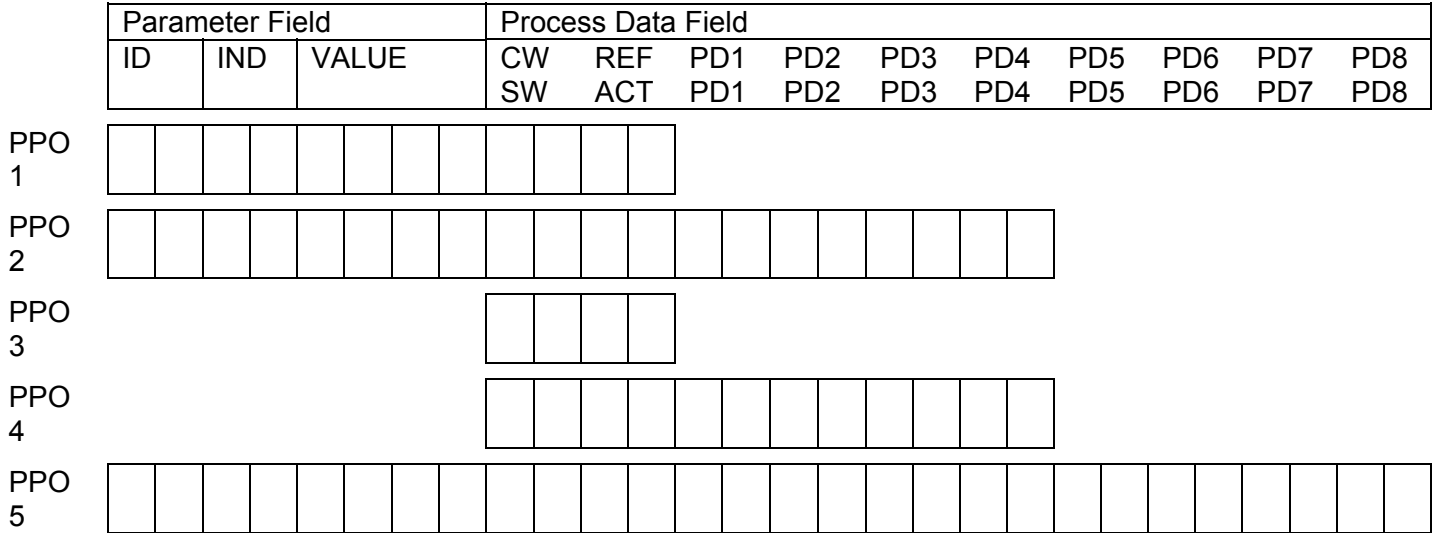 Parameter Field Process Data Field
ID IND VALUE CW REF PD1 PD2 PD3 PD4 PD5 PD6 PD7 PD8
SW ACT PD1 PD2 PD3 PD4 PD5 PD6 PD7 PD8
PPO
1
PPO
2
PPO
3
PPO
4
PPO
5